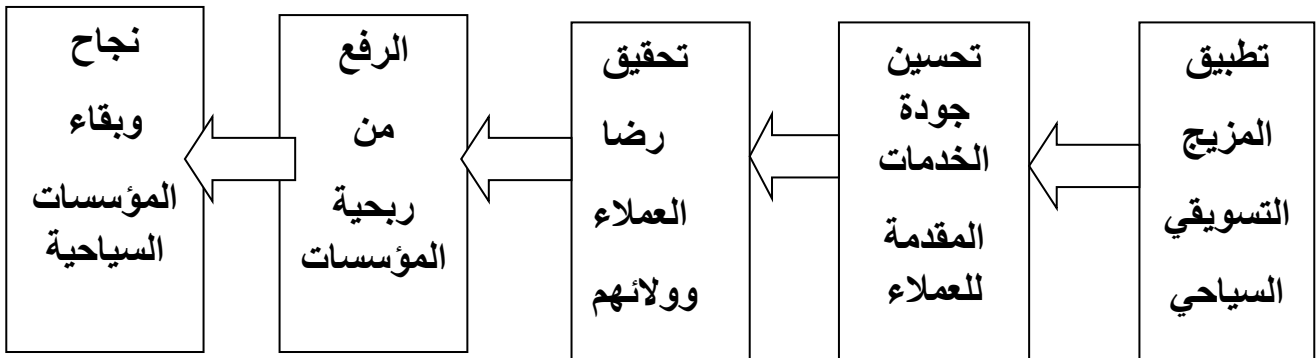 تطبيق
المزيج
التسويقي
السياحي
تحسين
جودة
الخدمات
المقدمة
للعملاء
تحقيق
رضا
العملاء
وولائهم
الرفع
من
ربحية
المؤسسات
نجاح
وبقاء
المؤسسات
السياحية